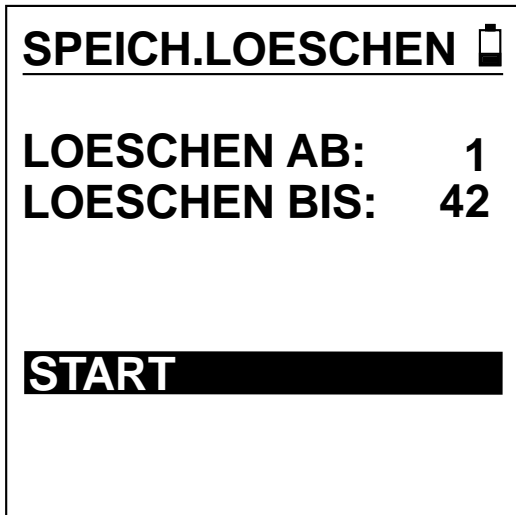 SPEICH.LOESCHEN
LOESCHEN AB: 1
LOESCHEN BIS: 42
START